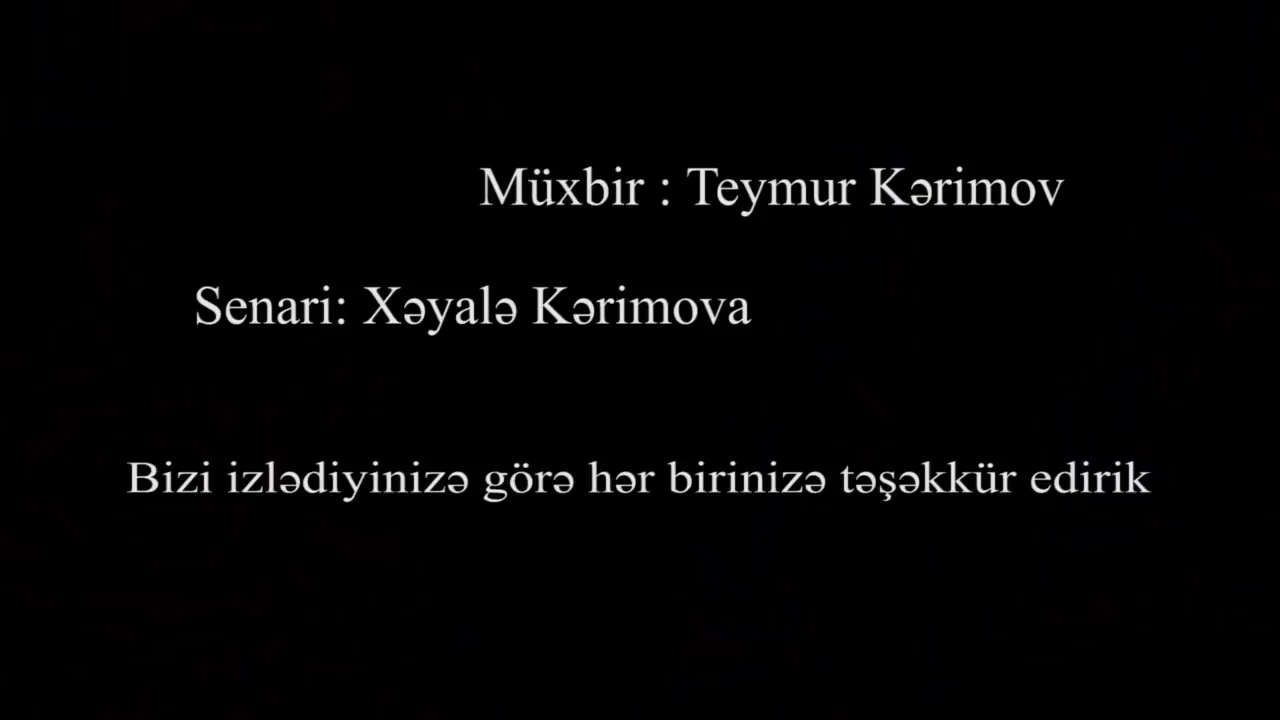 Müxbir : Teymur Kərimov
Senari: Xəyalə Kərimova
Bizi izlədiyinizə görə hər birinizə təşəkkür edirik